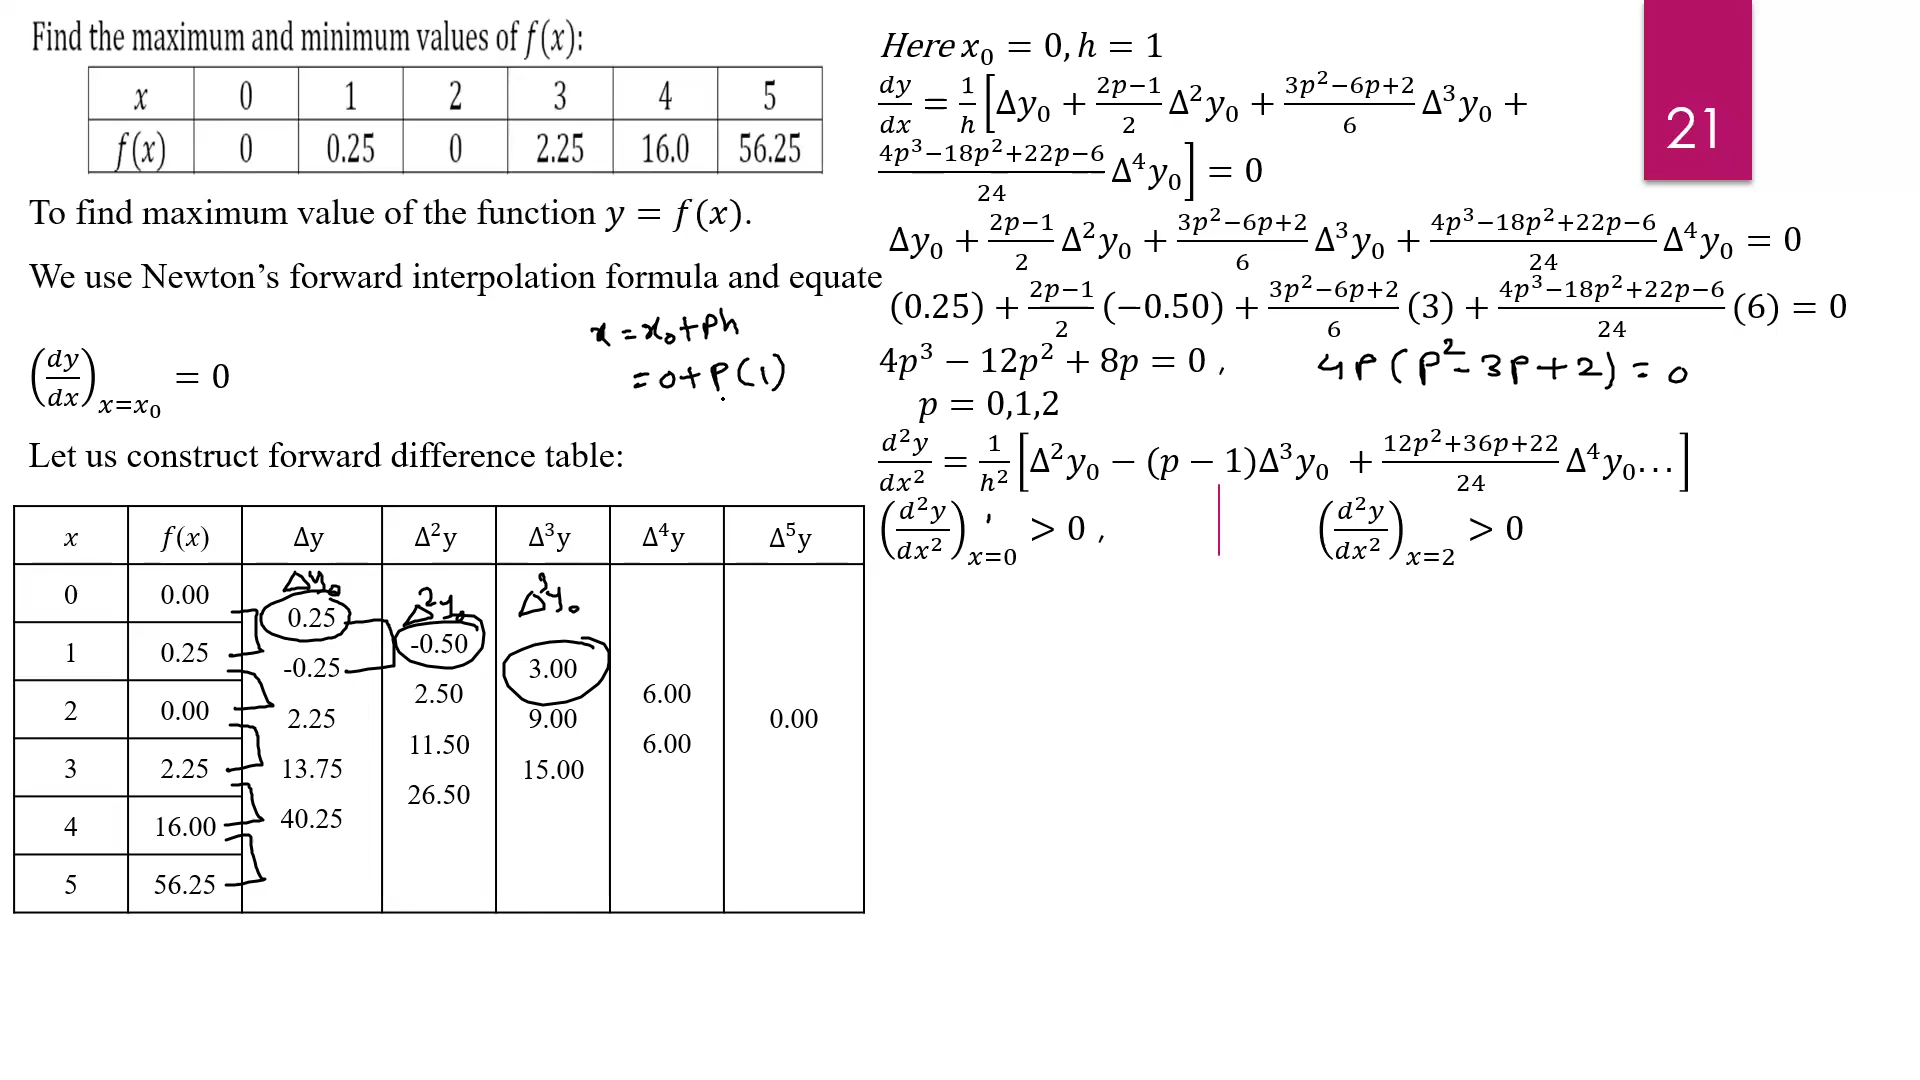 Find the maximum and minimum values of f(x):
x 0 1 2 3 4 5
f(x) 0 0.25 0 2.25 16.0 56.25
To find maximum value of the function y = f(x).
We use Newton’s forward interpolation formula and equate
x = x₀+ph
= 0+P(1)
(dy/dx)ₓ₌ₓ₀ = 0
Let us construct forward difference table:
x f(x) Δy Δ²y Δ³y Δ⁴y Δ⁵y
Δy₀ Δ²y₀ Δ³y₀
0 0.00
0.25
1 0.25 -0.50
-0.25 3.00
2 0.00 2.50 6.00
2.25 9.00 0.00
3 2.25 11.50 6.00
13.75 15.00
4 16.00 26.50
40.25
5 56.25
Here x₀ = 0, h = 1
dy/dx = 1/h [Δy₀ + (2p−1)/2 Δ²y₀ + (3p²−6p+2)/6 Δ³y₀ +
(4p³−18p²+22p−6)/24 Δ⁴y₀] = 0
Δy₀ + (2p−1)/2 Δ²y₀ + (3p²−6p+2)/6 Δ³y₀ + (4p³−18p²+22p−6)/24 Δ⁴y₀ = 0
(0.25) + (2p−1)/2 (−0.50) + (3p²−6p+2)/6 (3) + (4p³−18p²+22p−6)/24 (6) = 0
4p³ − 12p² + 8p = 0 , 4P(P²-3P+2) = 0
p = 0,1,2
d²y/dx² = 1/h² [Δ²y₀ − (p − 1)Δ³y₀ + (12p²+36p+22)/24 Δ⁴y₀…]
(d²y/dx²)ₓ₌₀ > 0 , (d²y/dx²)ₓ₌₂ > 0
21